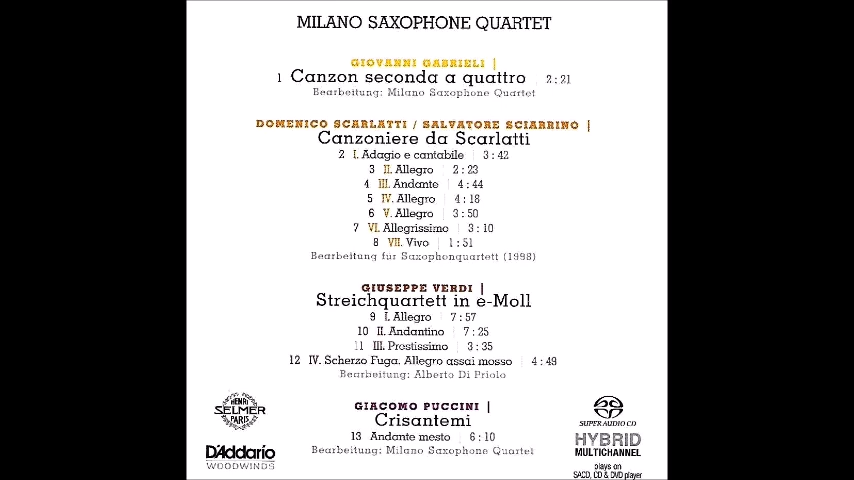 MILANO SAXOPHONE QUARTET
GIOVANNI GABRIELI |
1 Canzon seconda a quattro | 2:21
Bearbeitung: Milano Saxophone Quartet
DOMENICO SCARLATTI / SALVATORE SCIARRINO |
Canzoniere da Scarlatti
2 I. Adagio e cantabile | 3:42
3 II. Allegro | 2:23
4 III. Andante | 4:44
5 IV. Allegro | 4:18
6 V. Allegro | 3:50
7 VI. Allegrissimo | 3:10
8 VII. Vivo | 1:51
Bearbeitung für Saxophonquartett (1998)
GIUSEPPE VERDI |
Streichquartett in e-Moll
9 I. Allegro | 7:57
10 II. Andantino | 7:25
11 III. Prestissimo | 3:35
12 IV. Scherzo Fuga. Allegro assai mosso | 4:49
Bearbeitung: Alberto Di Priolo
GIACOMO PUCCINI |
Crisantemi
13 Andante mesto | 6:10
Bearbeitung: Milano Saxophone Quartet
HENRI
SELMER
PARIS
D'Addario
WOODWINDS
SUPER AUDIO CD
HYBRID
MULTICHANNEL
plays on
SACD, CD & DVD player